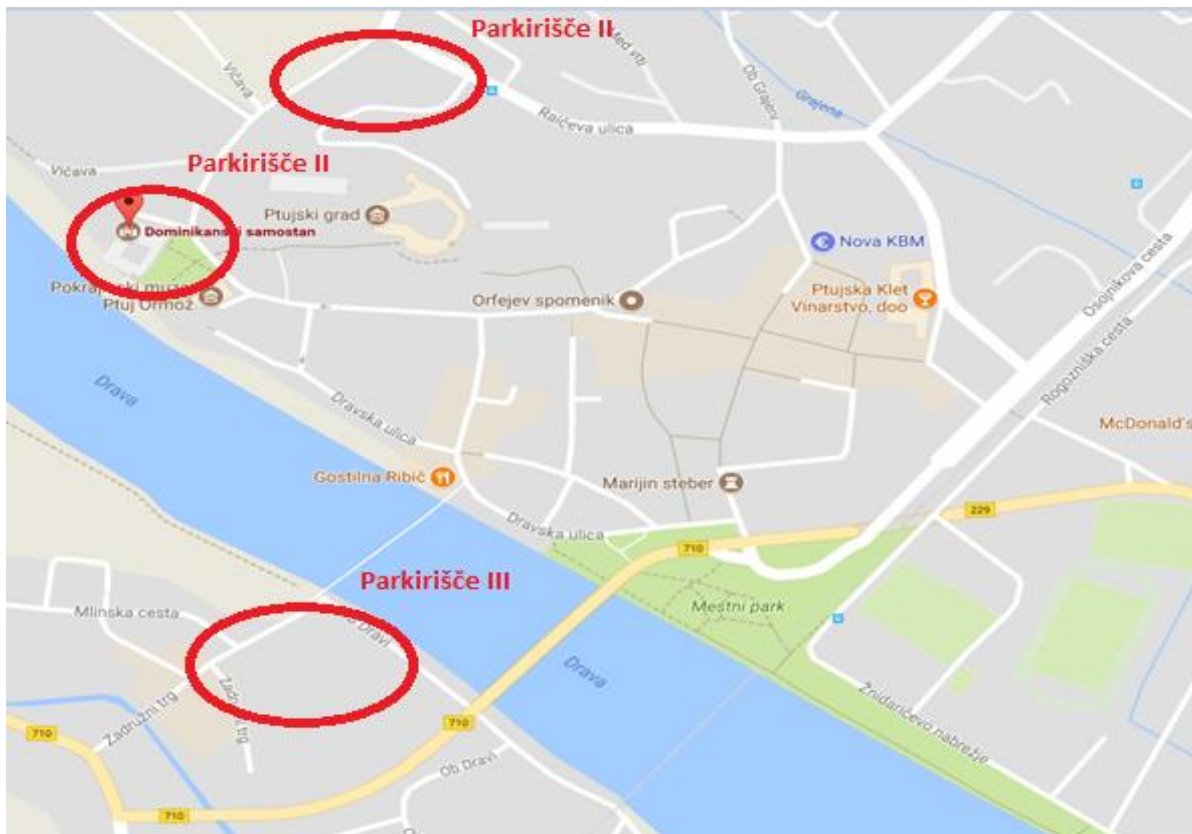 Parkirišče II
Med vrti
Vičava
Ob Grajeni
Grajena
Raičeva ulica
Parkirišče II
Vičava
Ptujski grad
Dominikanski samostan
Nova KBM
Osojnikova cesta
Pokrajinski muzej
Ptuj Ormož
Orfejev spomenik
Ptujska Klet
Vinarstvo, doo
Rogozniška cesta
Drava
Dravska ulica
McDonald's
Gostilna Ribič
Marijin steber
229
Dravska ulica
710
Parkirišče III
Mlinska cesta
Dravi
Mestni park
Drava
Zadružni trg
Zadružni trg
Žnidaričevo nabrežje
710
710
Ob Dravi
710